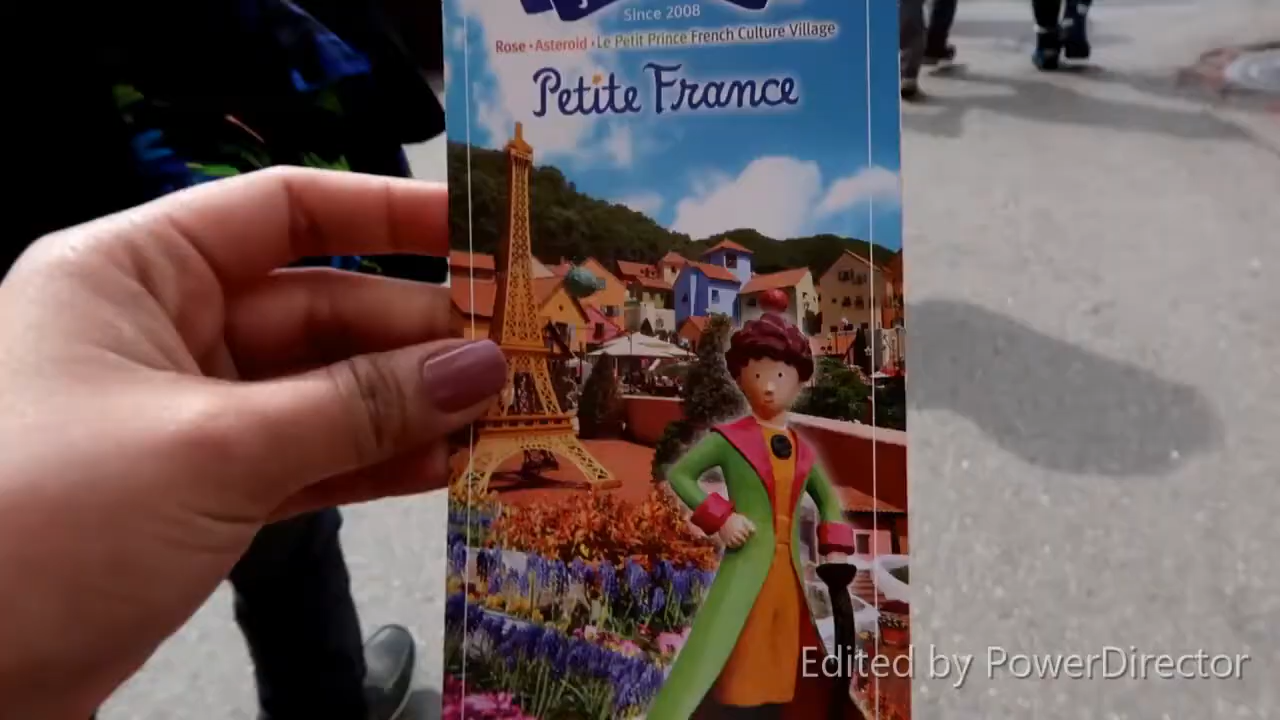 Since 2008
Rose • Asteroid • Le Petit Prince French Culture Village
Petite France
Edited by PowerDirector